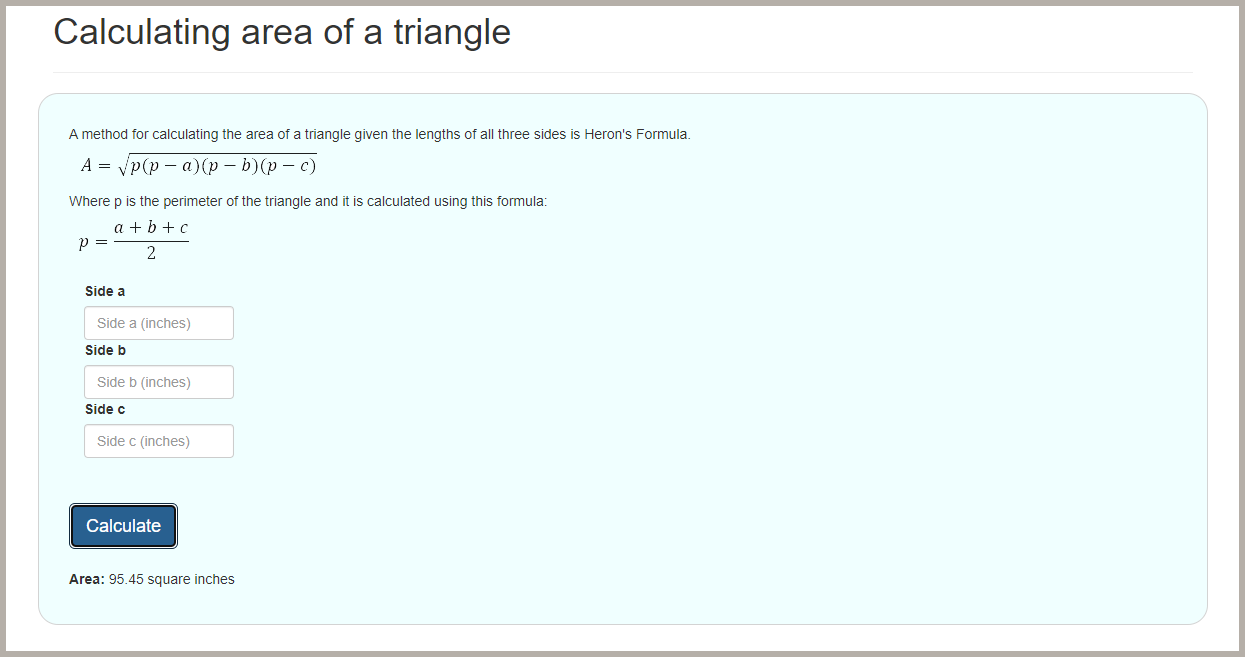 Calculating area of a triangle
A method for calculating the area of a triangle given the lengths of all three sides is Heron's Formula.
A = √p(p − a)(p − b)(p − c)
Where p is the perimeter of the triangle and it is calculated using this formula:
p = (a + b + c) / 2
Side a
Side a (inches)
Side b
Side b (inches)
Side c
Side c (inches)
Calculate
Area: 95.45 square inches